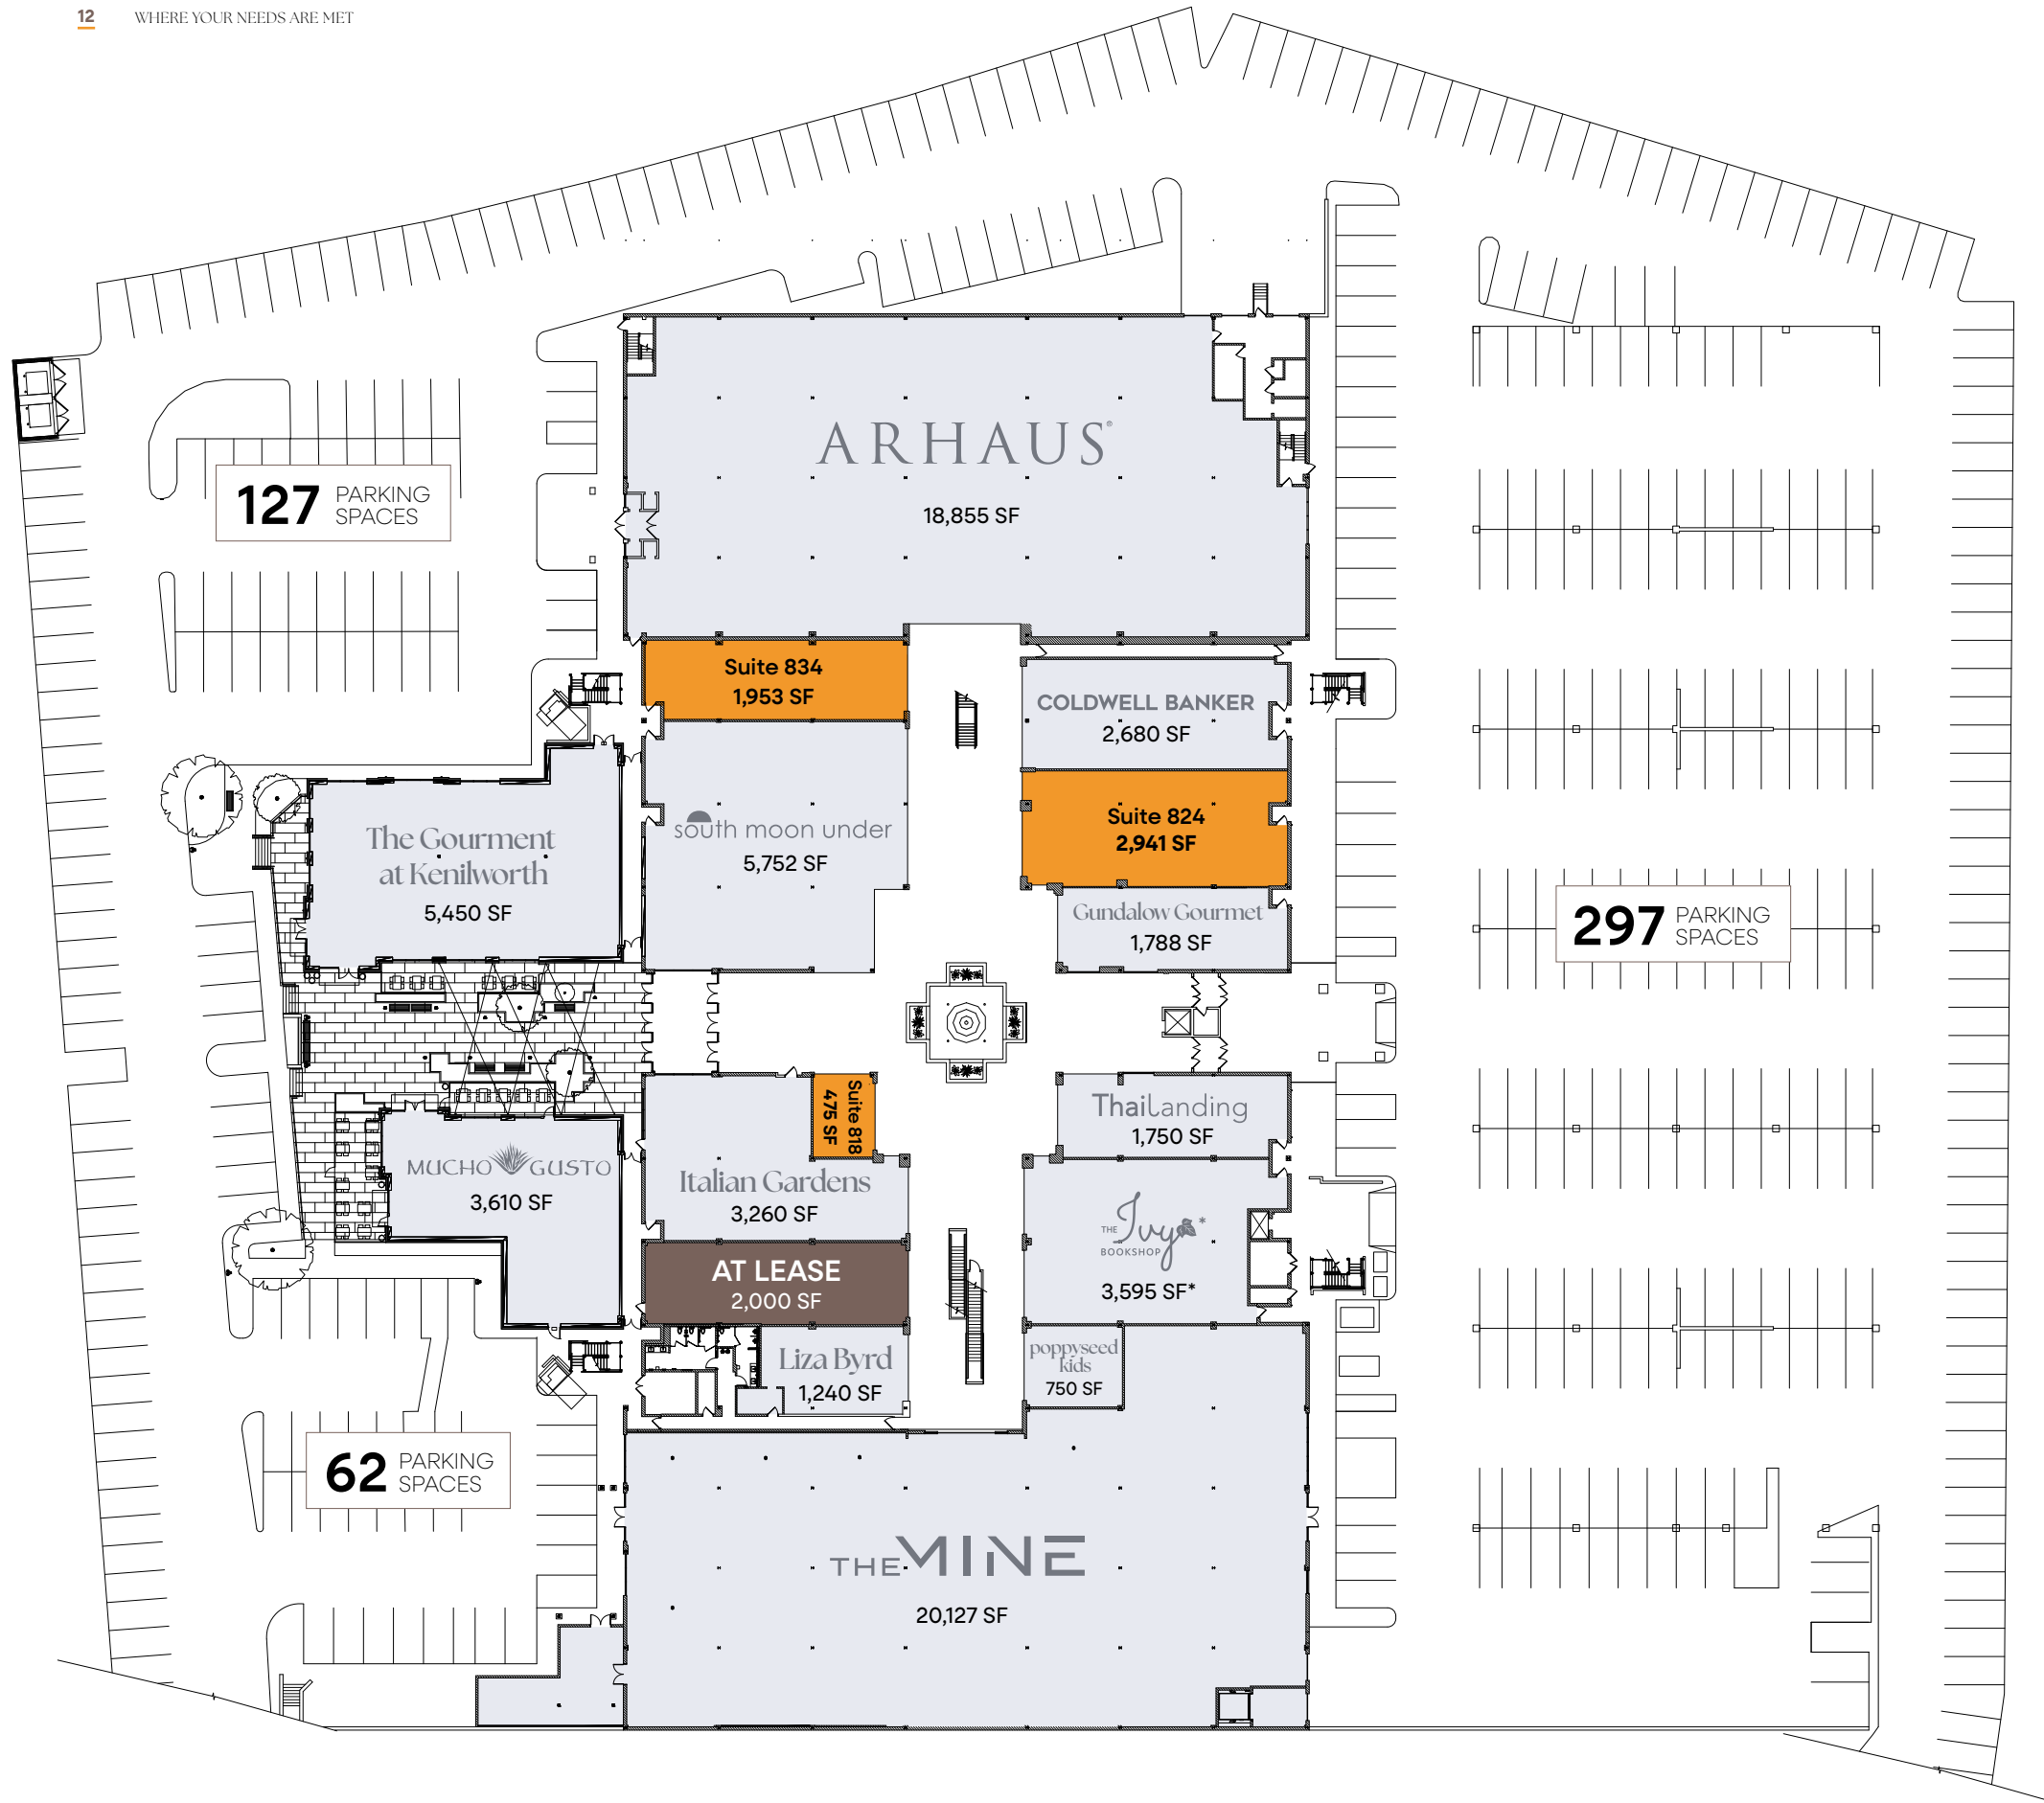 12 WHERE YOUR NEEDS ARE MET
ARHAUS®
18,855 SF
127 PARKING SPACES
Suite 834
1,953 SF
COLDWELL BANKER
2,680 SF
south moon under
5,752 SF
Suite 824
2,941 SF
The Gourment
at Kenilworth
5,450 SF
Gundalow Gourmet
1,788 SF
297 PARKING SPACES
Suite 818
475 SF
ThaiLanding
1,750 SF
MUCHO GUSTO
3,610 SF
Italian Gardens
3,260 SF
THE Ivy*
BOOKSHOP
3,595 SF*
AT LEASE
2,000 SF
Liza Byrd
1,240 SF
poppyseed
kids
750 SF
62 PARKING SPACES
THE MINE
20,127 SF